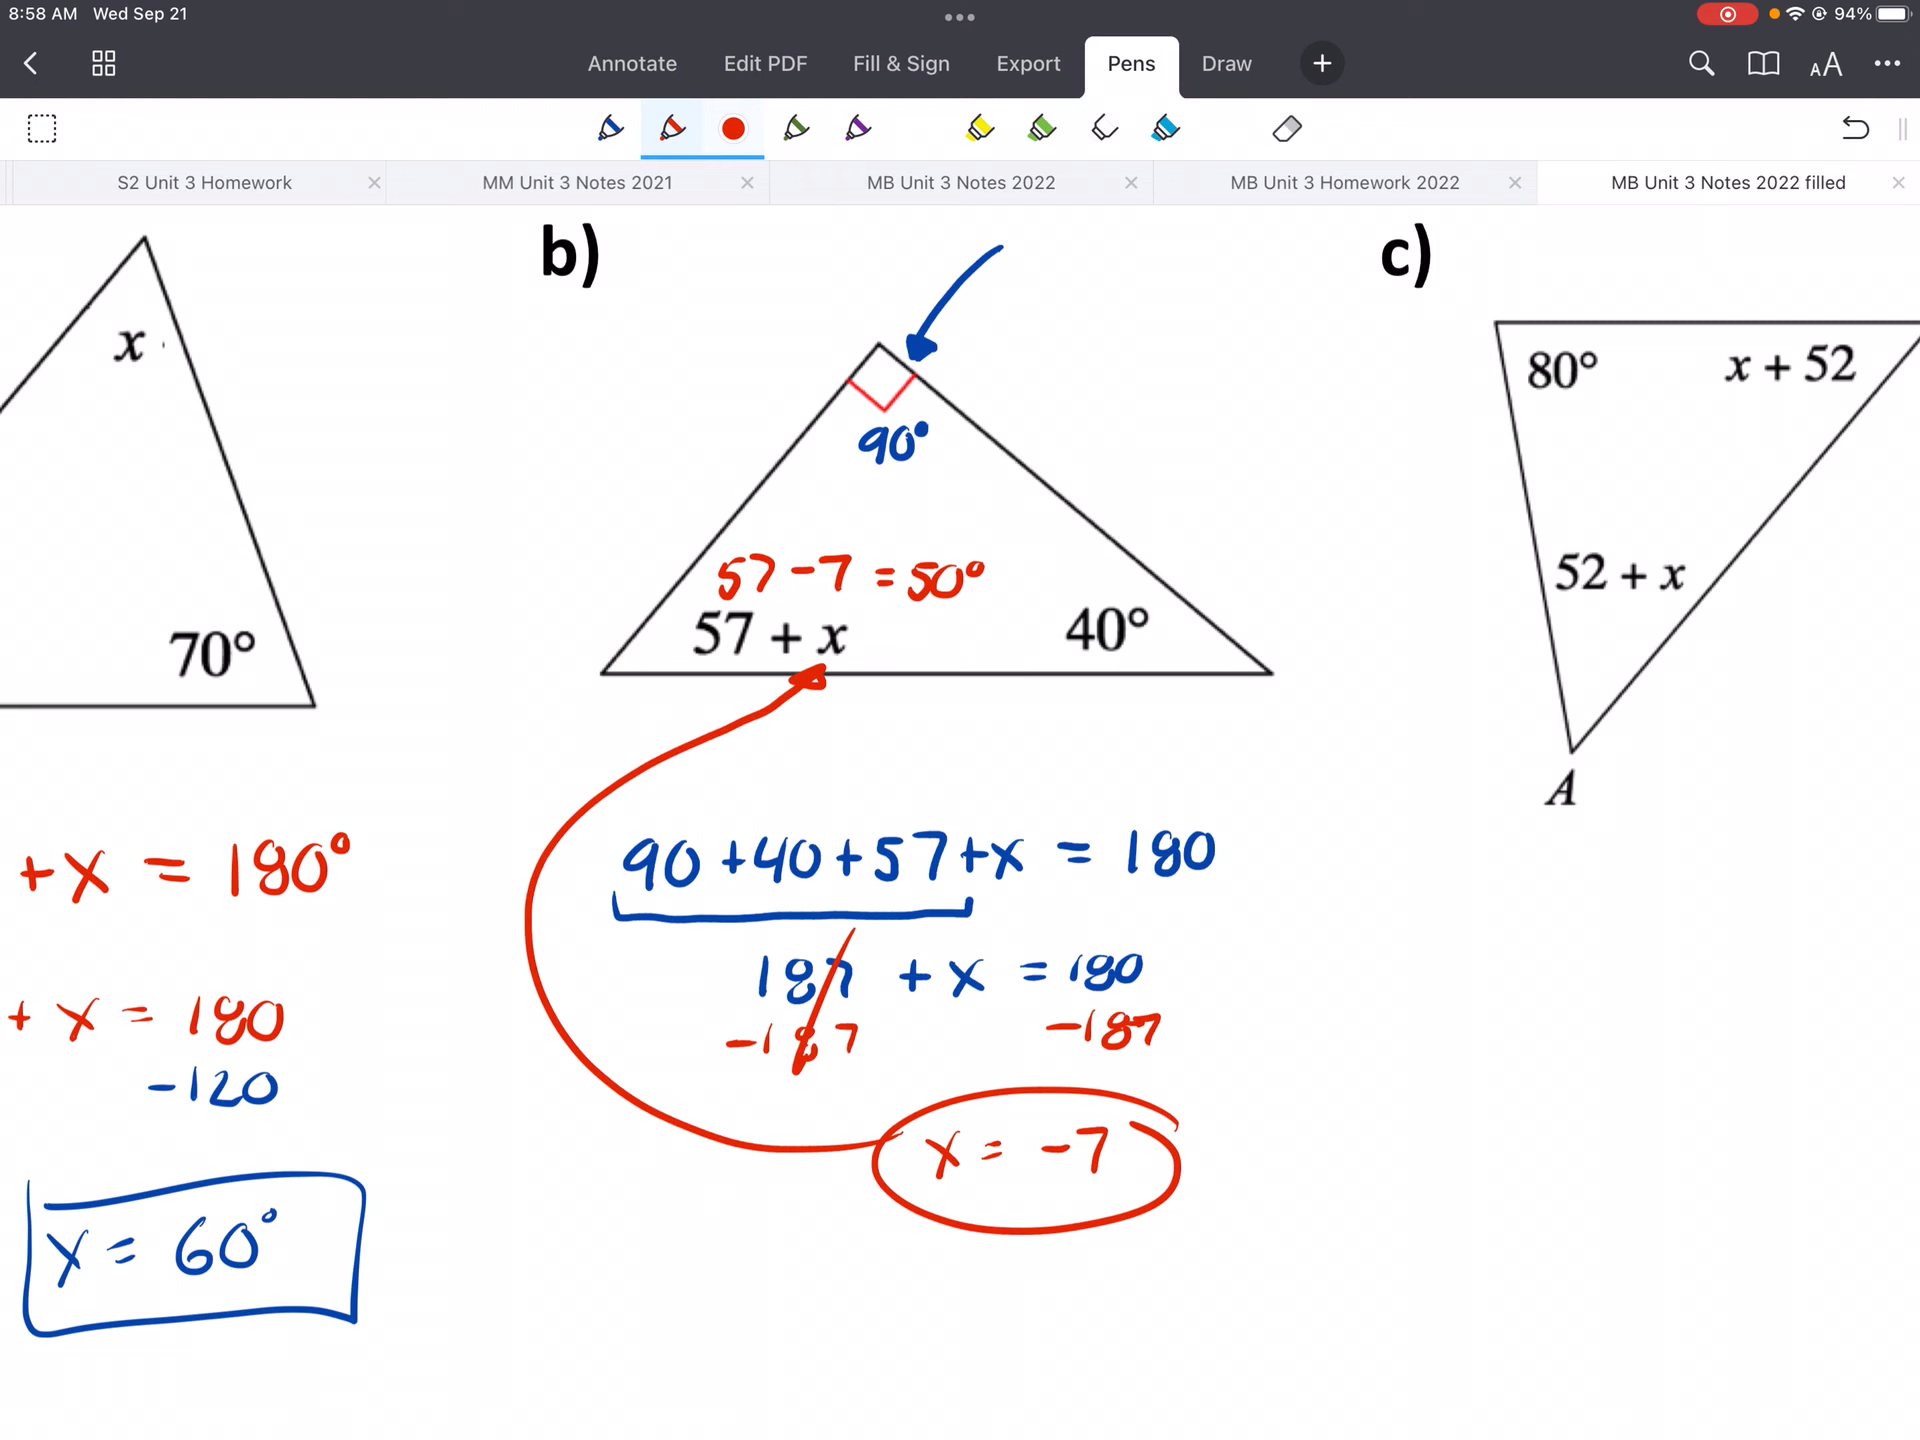 8:58 AM Wed Sep 21
94%
Annotate Edit PDF Fill & Sign Export Pens Draw
AA
S2 Unit 3 Homework MM Unit 3 Notes 2021 MB Unit 3 Notes 2022 MB Unit 3 Homework 2022 MB Unit 3 Notes 2022 filled
x
70°
+x = 180°
+ x = 180
-120
x = 60°
b)
90°
57 - 7 = 50°
57 + x
40°
90 + 40 + 57 + x = 180
187 + x = 180
-187 -187
x = -7
c)
80°
x + 52
52 + x
A